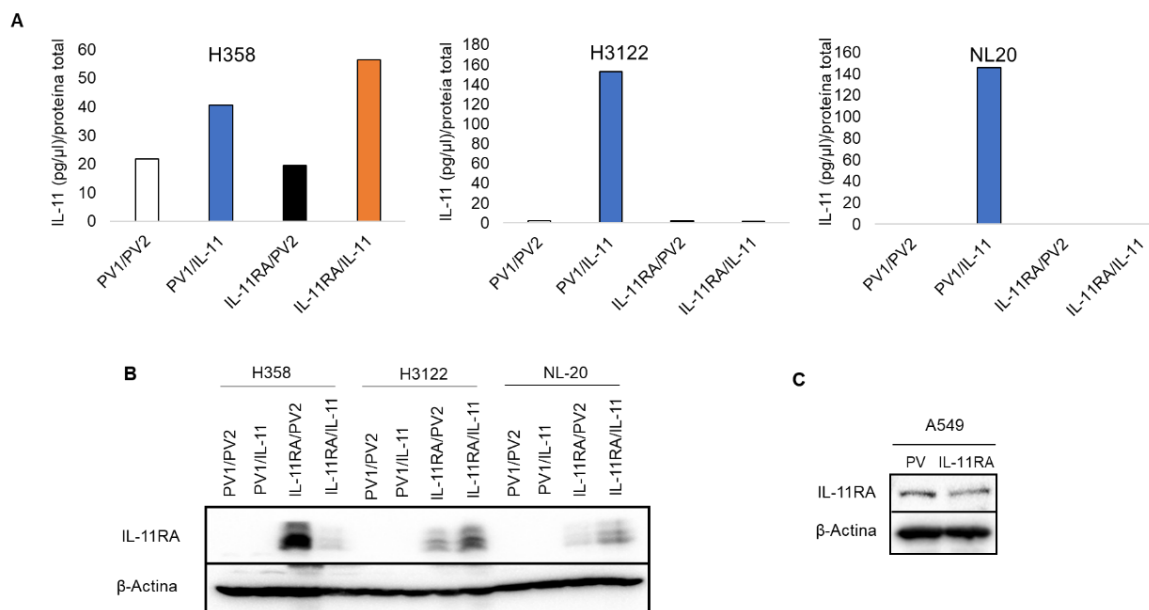 A
H358
H3122
NL20
IL-11 (pg/µl)/proteína total
60
50
40
30
20
10
0
PV1/PV2
PV1/IL-11
IL-11RA/PV2
IL-11RA/IL-11
IL-11 (pg/µl)/proteia total
180
160
140
120
100
80
60
40
20
0
PV1/PV2
PV1/IL-11
IL-11RA/PV2
IL-11RA/IL-11
IL-11 (pg/µl)/proteína total
160
140
120
100
80
60
40
20
0
PV1/PV2
PV1/IL-11
IL-11RA/PV2
IL-11RA/IL-11
B
H358
H3122
NL-20
PV1/PV2
PV1/IL-11
IL-11RA/PV2
IL-11RA/IL-11
PV1/PV2
PV1/IL-11
IL-11RA/PV2
IL-11RA/IL-11
PV1/PV2
PV1/IL-11
IL-11RA/PV2
IL-11RA/IL-11
IL-11RA
β-Actina
C
A549
PV IL-11RA
IL-11RA
β-Actina